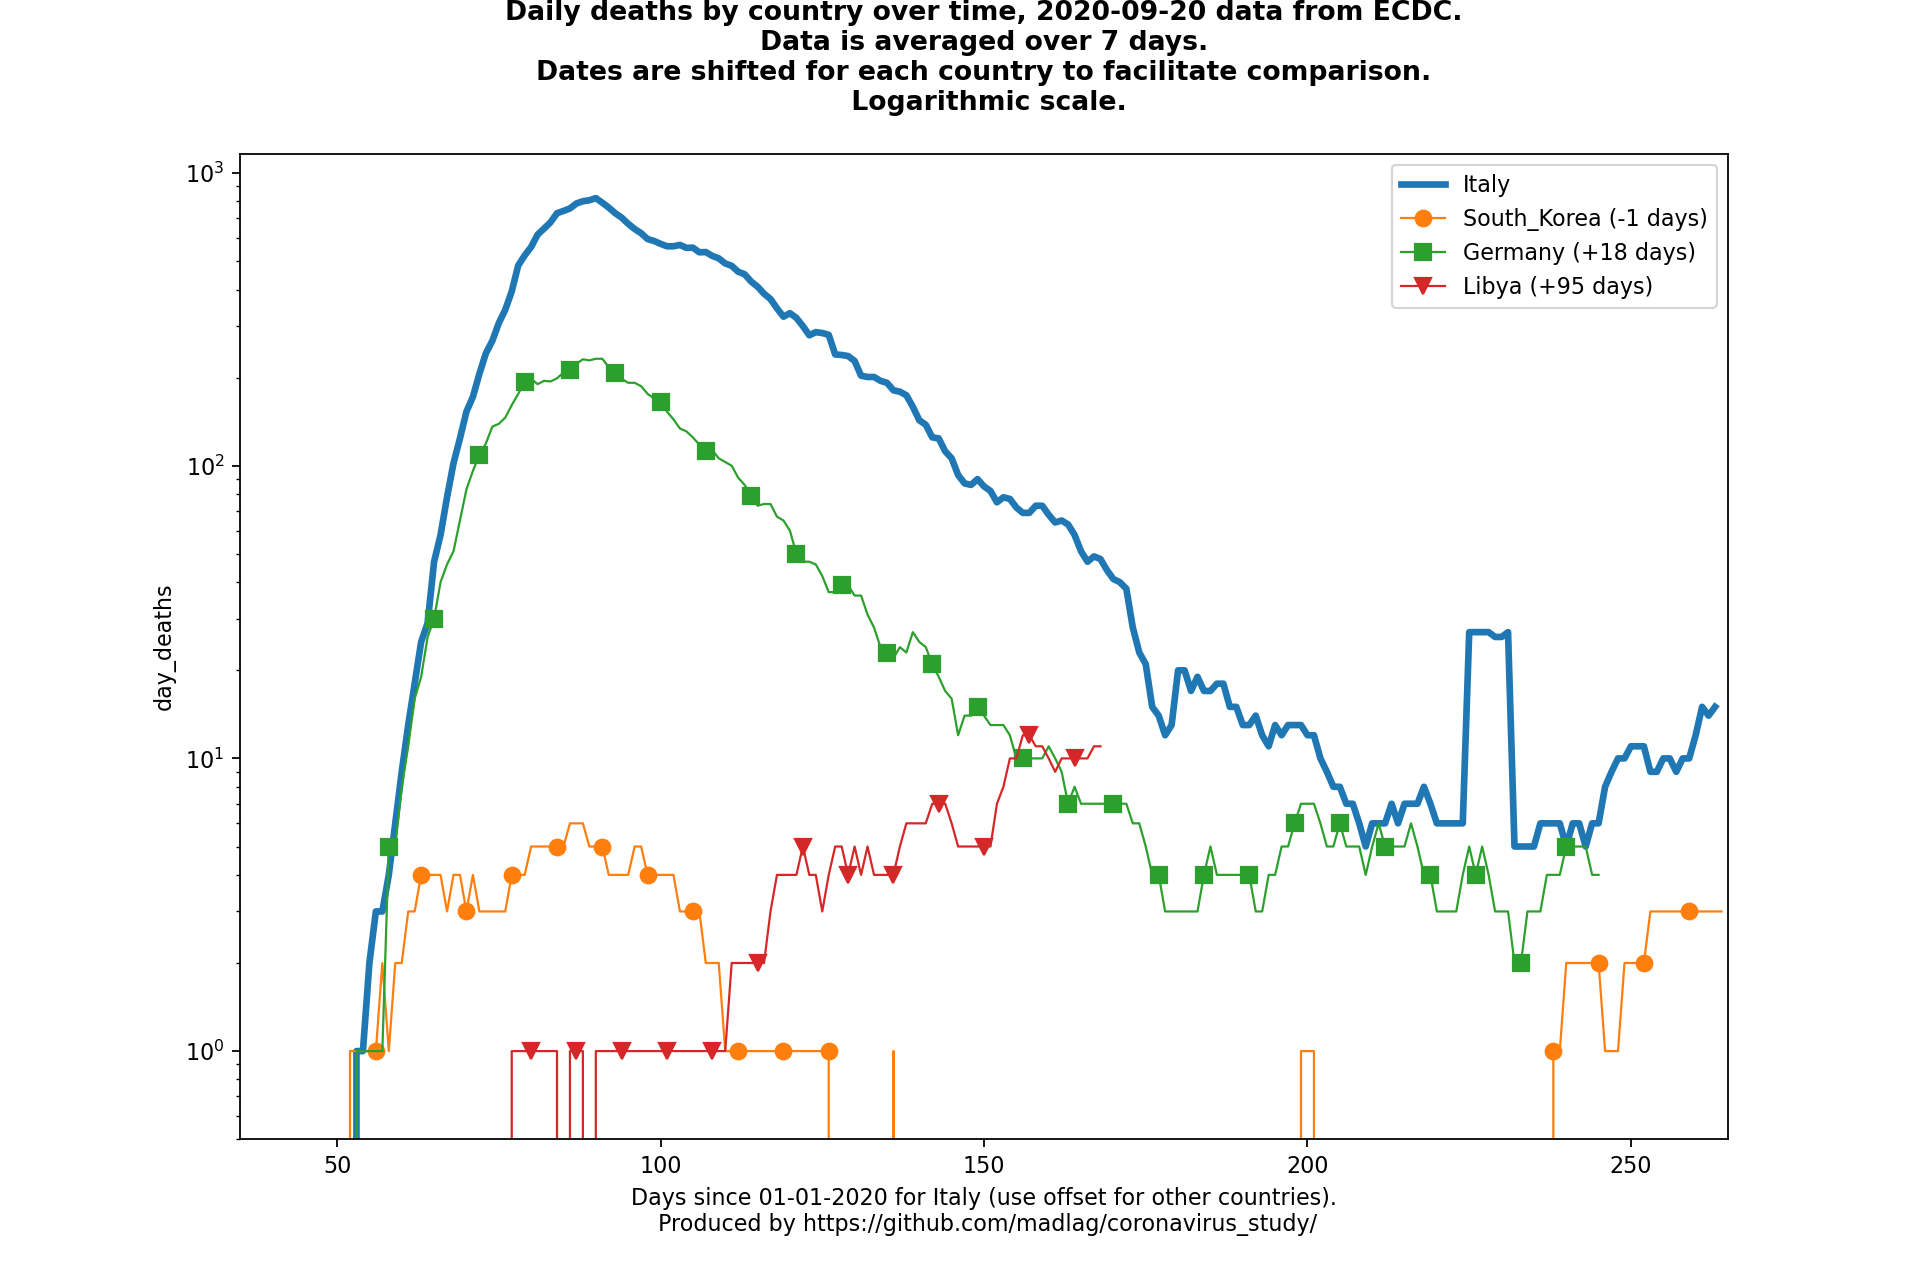 Daily deaths by country over time, 2020-09-20 data from ECDC.
Data is averaged over 7 days.
Dates are shifted for each country to facilitate comparison.
Logarithmic scale.
10³
10²
10¹
10⁰
day_deaths
Italy
South_Korea (-1 days)
Germany (+18 days)
Libya (+95 days)
50 100 150 200 250
Days since 01-01-2020 for Italy (use offset for other countries).
Produced by https://github.com/madlag/coronavirus_study/